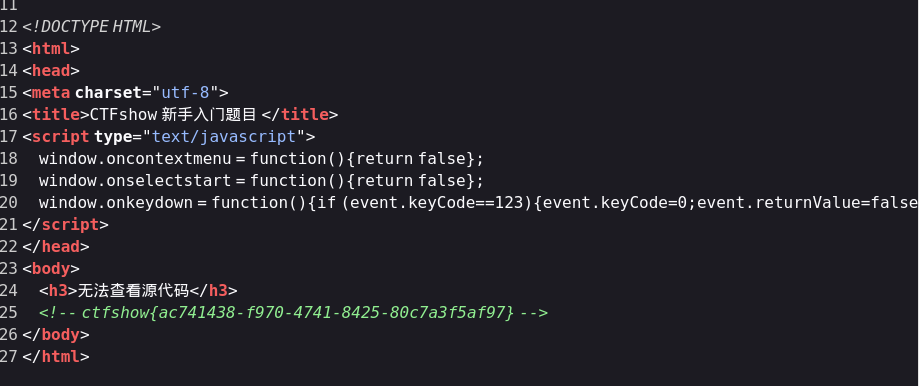 11
12 <!DOCTYPE HTML>
13 <html>
14 <head>
15 <meta charset="utf-8">
16 <title>CTFshow 新手入门题目 </title>
17 <script type="text/javascript">
18 window.oncontextmenu = function(){return false};
19 window.onselectstart = function(){return false};
20 window.onkeydown = function(){if (event.keyCode==123){event.keyCode=0;event.returnValue=false
21 </script>
22 </head>
23 <body>
24 <h3>无法查看源代码</h3>
25 <!-- ctfshow{ac741438-f970-4741-8425-80c7a3f5af97} -->
26 </body>
27 </html>